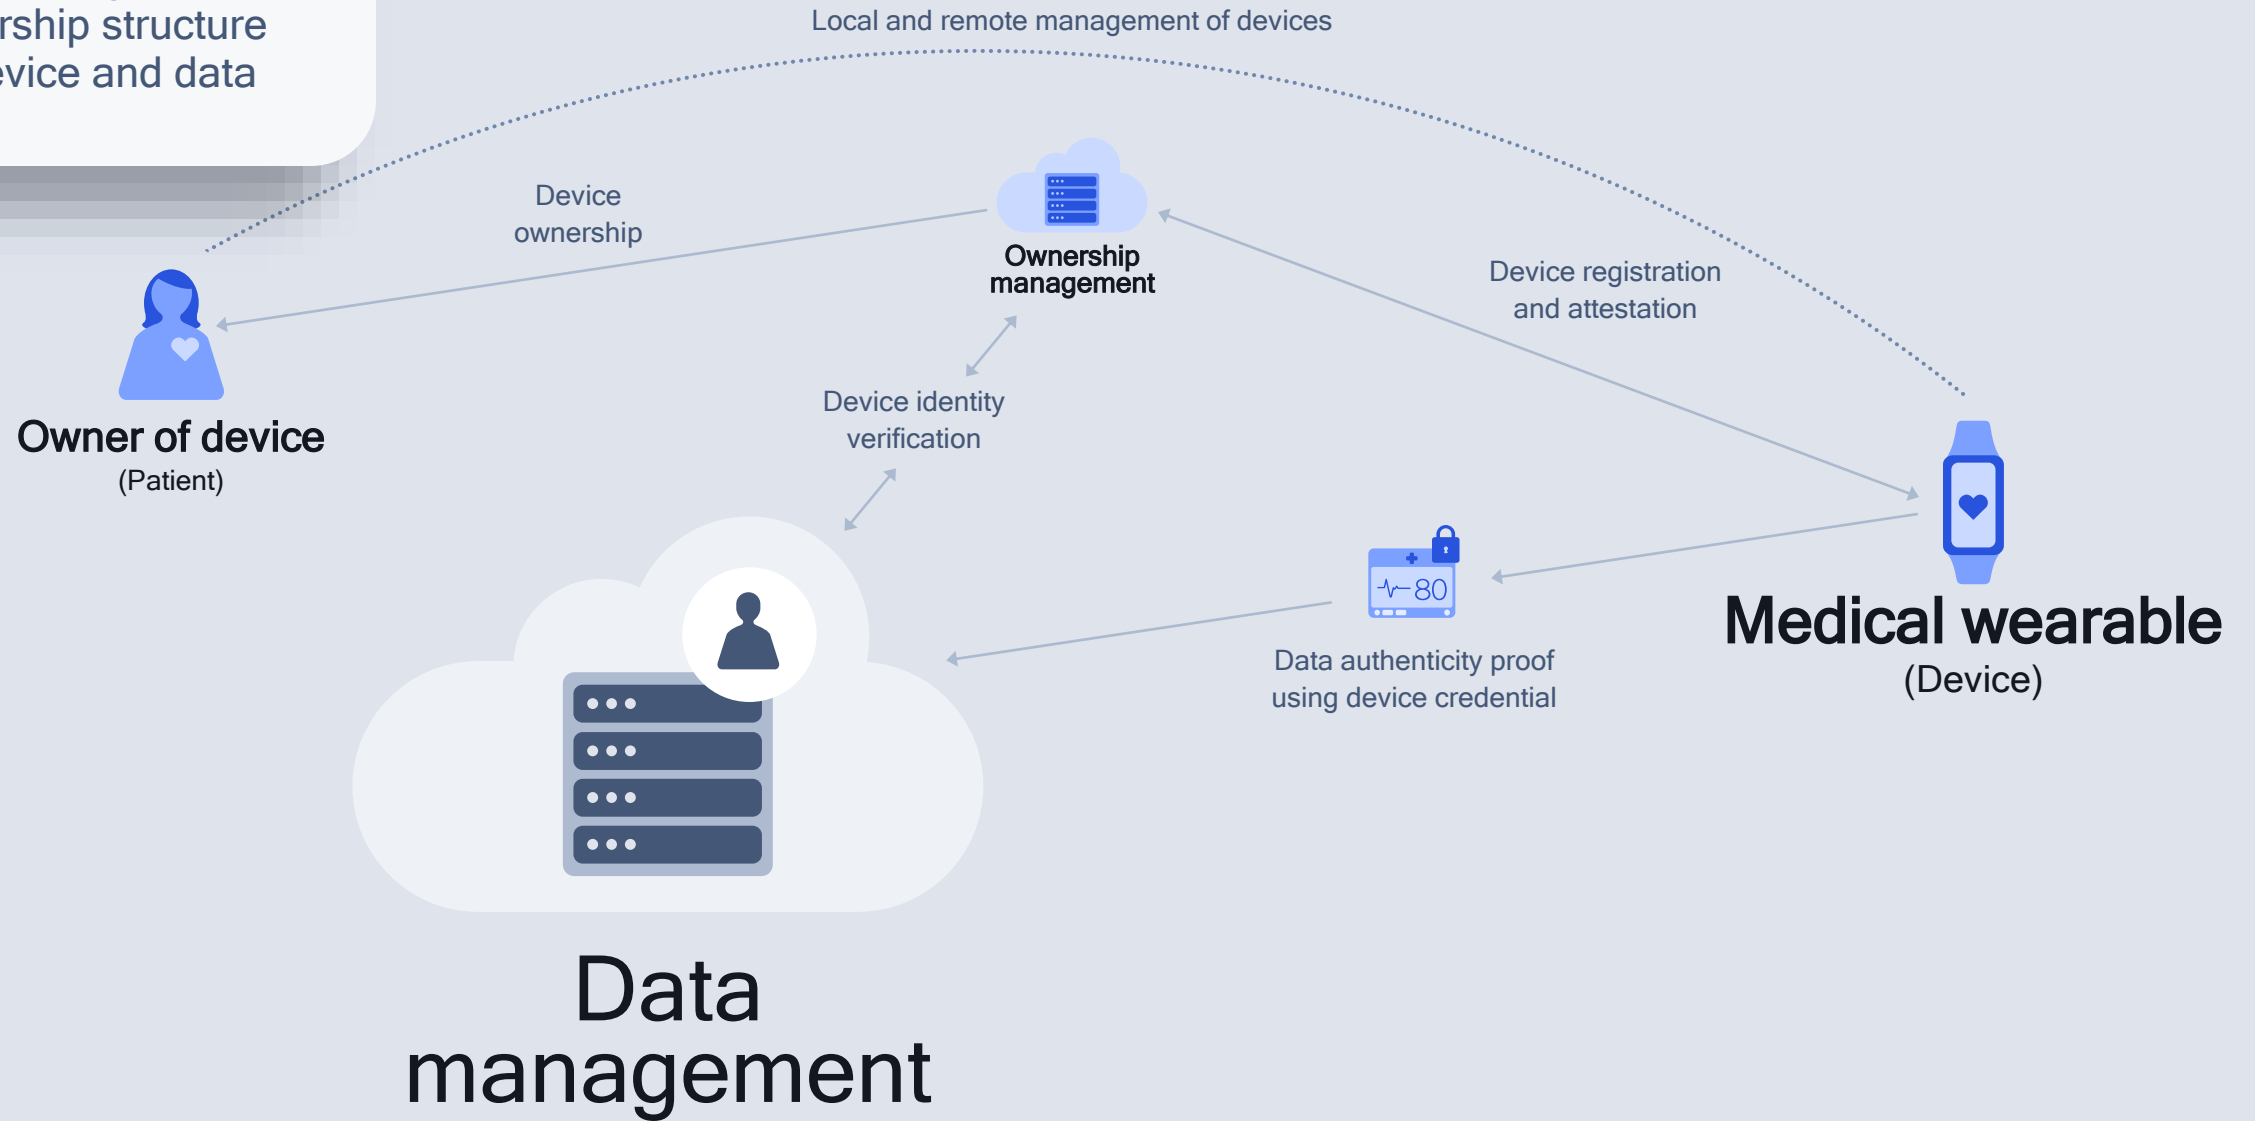 rship structure
evice and data
Local and remote management of devices
Device
ownership
Ownership
management
Device registration
and attestation
Device identity
verification
Owner of device
(Patient)
80
Data authenticity proof
using device credential
Medical wearable
(Device)
Data
management